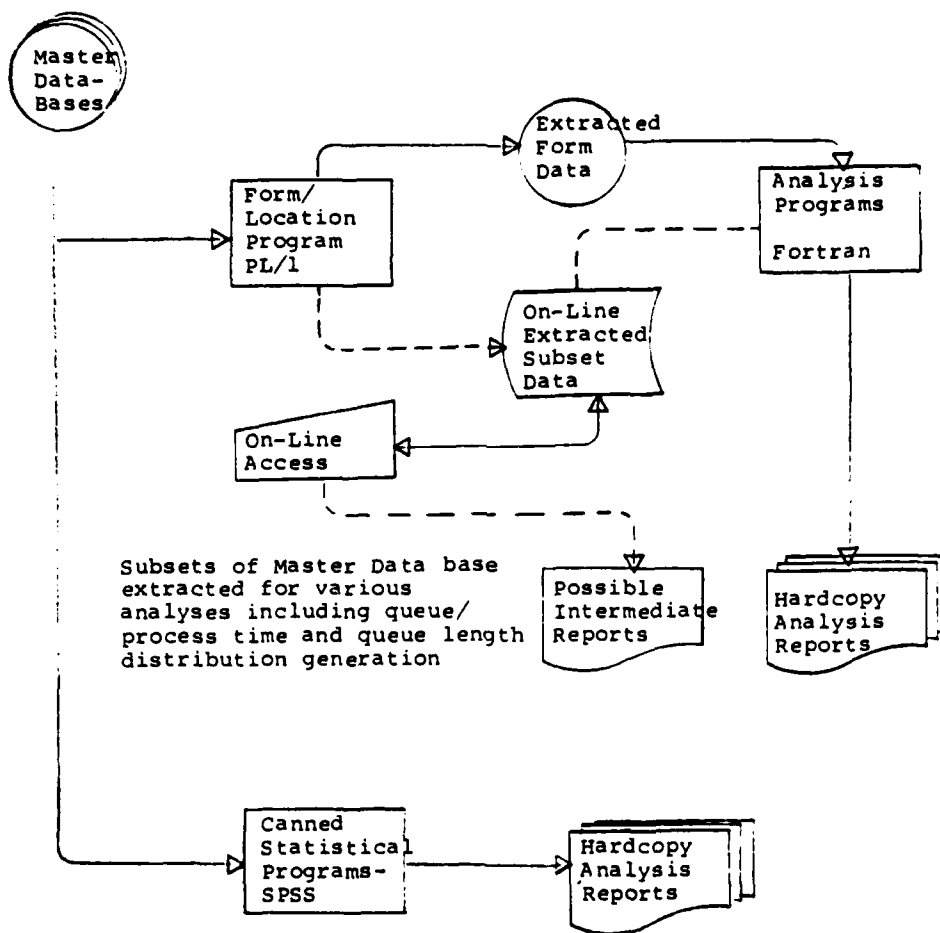 Master
Data-
Bases
Extracted
Form
Data
Form/
Location
Program
PL/1
Analysis
Programs
Fortran
On-Line
Extracted
Subset
Data
On-Line
Access
Subsets of Master Data base
extracted for various
analyses including queue/
process time and queue length
distribution generation
Possible
Intermediate
Reports
Hardcopy
Analysis
Reports
Canned
Statistical
Programs-
SPSS
Hardcopy
Analysis
Reports